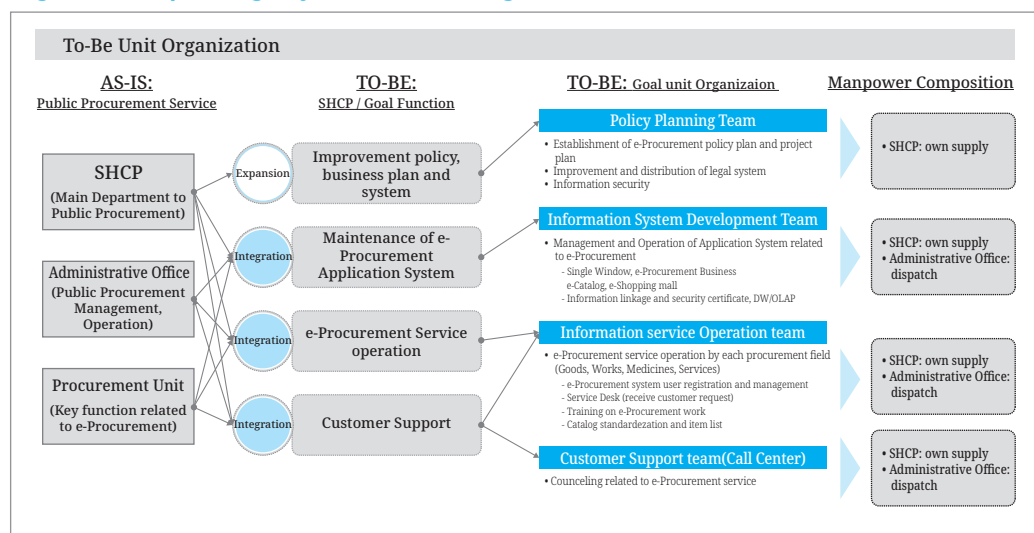 To-Be Unit Organization
AS-IS:
Public Procurement Service
TO-BE:
SHCP / Goal Function
TO-BE: Goal unit Organizaion
Manpower Composition
SHCP
(Main Department to
Public Procurement)
Administrative Office
(Public Procurement
Management,
Operation)
Procurement Unit
(Key function related
to e-Procurement)
Expansion
Integration
Integration
Integration
Improvement policy,
business plan and
system
Maintenance of e-
Procurement
Application System
e-Procurement Service
operation
Customer Support
Policy Planning Team
• Establishment of e-Procurement policy plan and project
plan
• Improvement and distribution of legal system
• Information security
Information System Development Team
• Management and Operation of Application System related
to e-Procurement
- Single Window, e-Procurement Business
e-Catalog, e-Shopping mall
- Information linkage and security certificate, DW/OLAP
Information service Operation team
• e-Procurement service operation by each procurement field
(Goods, Works, Medicines, Services)
- e-Procurement system user registration and management
- Service Desk (receive customer request)
- Training on e-Procurement work
- Catalog standardezation and item list
Customer Support team(Call Center)
• Counceling related to e-Procurement service
• SHCP: own supply
• SHCP: own supply
• Administrative Office:
dispatch
• SHCP: own supply
• Administrative Office:
dispatch
• SHCP: own supply
• Administrative Office:
dispatch